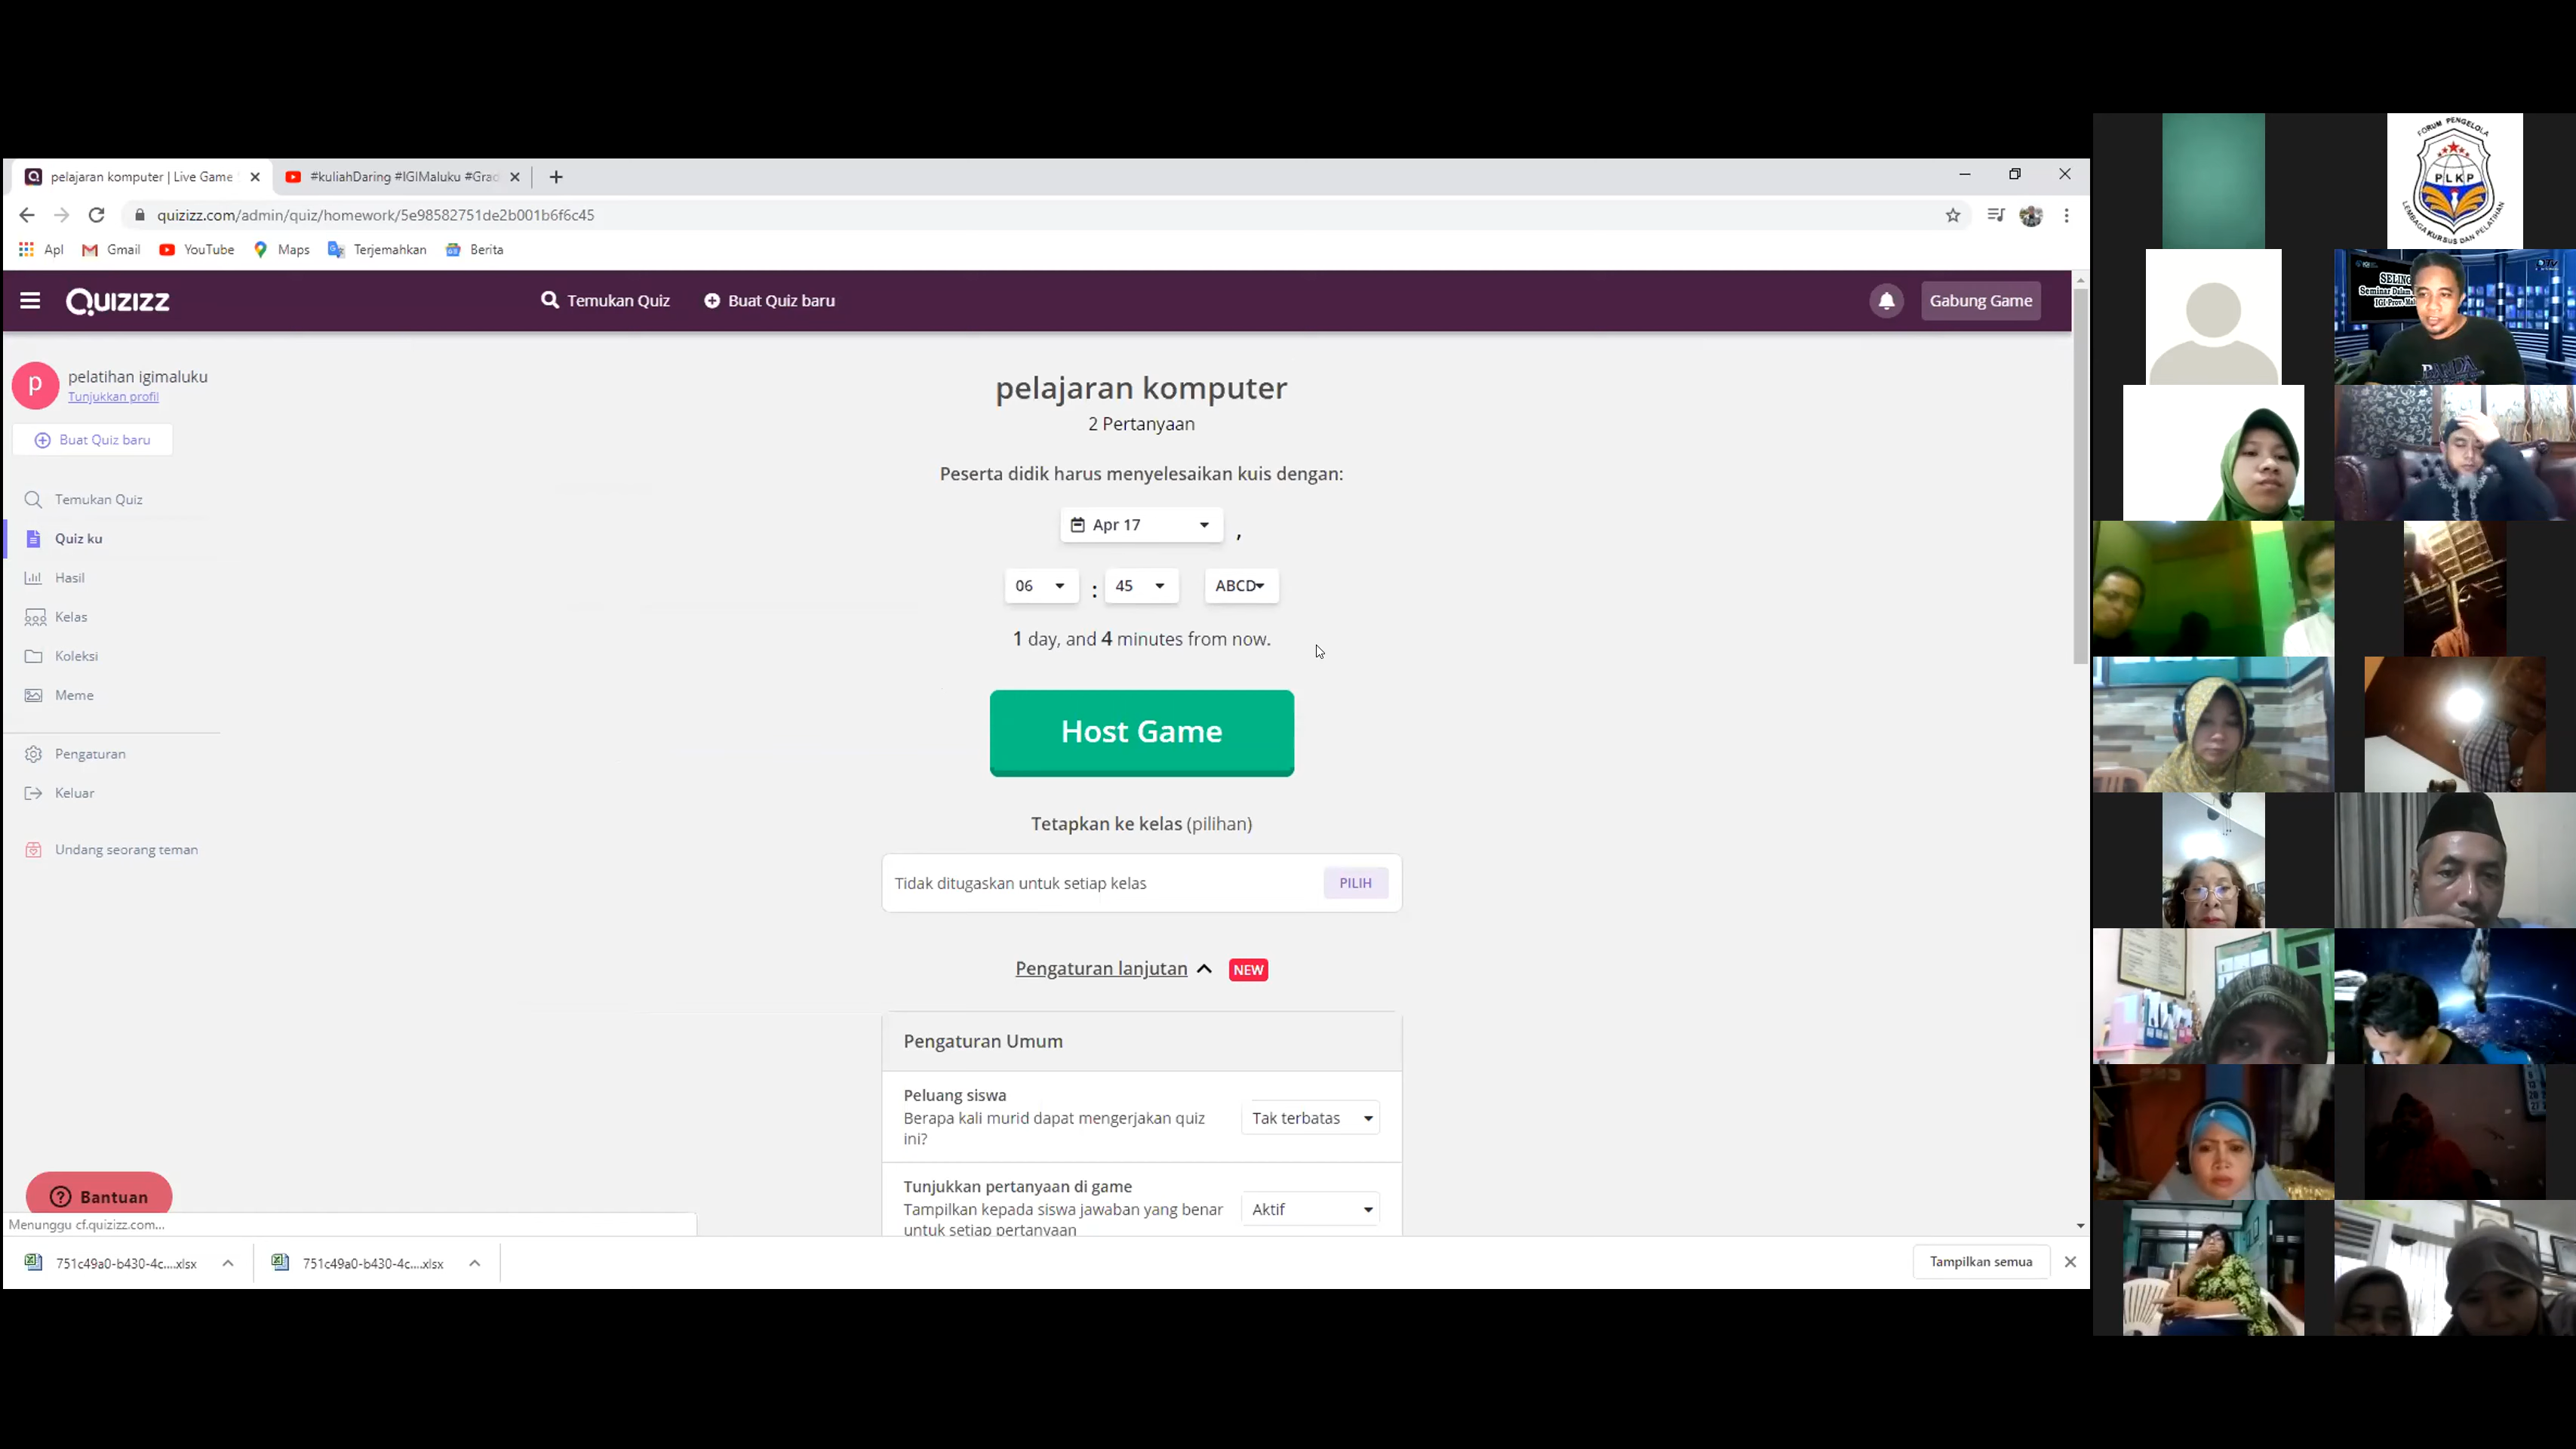 pelajaran komputer | Live Game
#kuliahDaring #IGIMaluku #Grad
quizizz.com/admin/quiz/homework/5e98582751de2b001b6f6c45
Apl Gmail YouTube Maps Terjemahkan Berita
QUIZIZZ Temukan Quiz Buat Quiz baru Gabung Game
P pelatihan igimaluku
Tunjukkan profil
Buat Quiz baru
Temukan Quiz
Quiz ku
Hasil
Kelas
Koleksi
Meme
Pengaturan
Keluar
Undang seorang teman
Bantuan
Menunggu cf.quizizz.com...
pelajaran komputer
2 Pertanyaan
Peserta didik harus menyelesaikan kuis dengan:
Apr 17 ,
06 : 45 ABCD
1 day, and 4 minutes from now.
Host Game
Tetapkan ke kelas (pilihan)
Tidak ditugaskan untuk setiap kelas PILIH
Pengaturan lanjutan NEW
Pengaturan Umum
Peluang siswa
Berapa kali murid dapat mengerjakan quiz
ini?
Tak terbatas
Tunjukkan pertanyaan di game
Tampilkan kepada siswa jawaban yang benar
untuk setiap pertanyaan
Aktif
751c49a0-b430-4c....xlsx 751c49a0-b430-4c....xlsx Tampilkan semua
FORUM PENGELOLA
PLKP
LEMBAGA KURSUS DAN PELATIHAN
SELING
Seminar Dalam
IGI Prov. Mal
BANDA